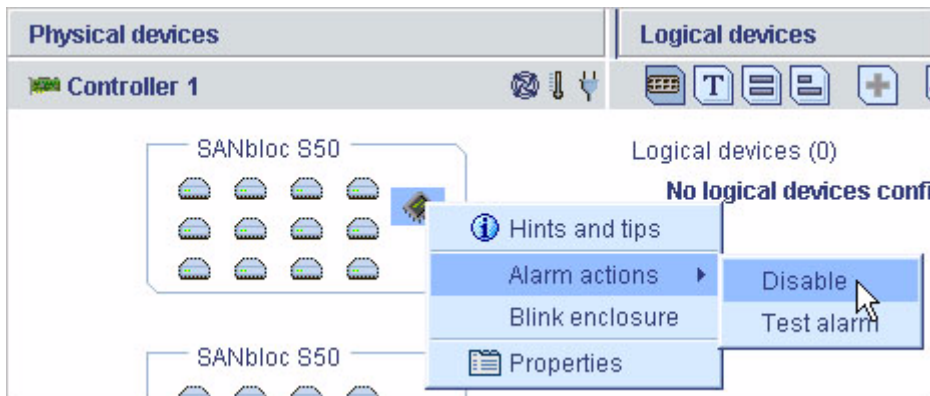 Physical devices
Logical devices
Controller 1
T
SANbloc S50
Logical devices (0)
No logical devices confi
Hints and tips
Alarm actions
Disable
Blink enclosure
Test alarm
SANbloc S50
Properties